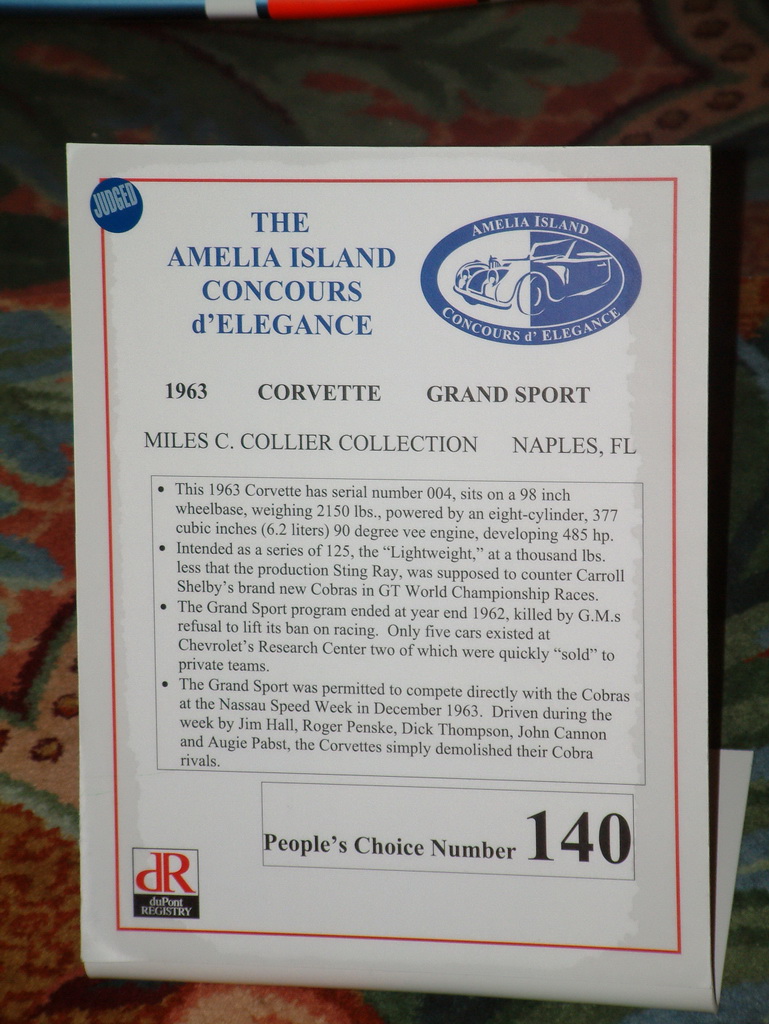 JUDGED
THE
AMELIA ISLAND
CONCOURS
d'ELEGANCE
AMELIA ISLAND
CONCOURS d' ELEGANCE
1963 CORVETTE GRAND SPORT
MILES C. COLLIER COLLECTION NAPLES, FL
• This 1963 Corvette has serial number 004, sits on a 98 inch
wheelbase, weighing 2150 lbs., powered by an eight-cylinder, 377
cubic inches (6.2 liters) 90 degree vee engine, developing 485 hp.
• Intended as a series of 125, the "Lightweight," at a thousand lbs.
less that the production Sting Ray, was supposed to counter Carroll
Shelby's brand new Cobras in GT World Championship Races.
• The Grand Sport program ended at year end 1962, killed by G.M.s
refusal to lift its ban on racing. Only five cars existed at
Chevrolet's Research Center two of which were quickly "sold" to
private teams.
• The Grand Sport was permitted to compete directly with the Cobras
at the Nassau Speed Week in December 1963. Driven during the
week by Jim Hall, Roger Penske, Dick Thompson, John Cannon
and Augie Pabst, the Corvettes simply demolished their Cobra
rivals.
People's Choice Number 140
dR
duPont
REGISTRY